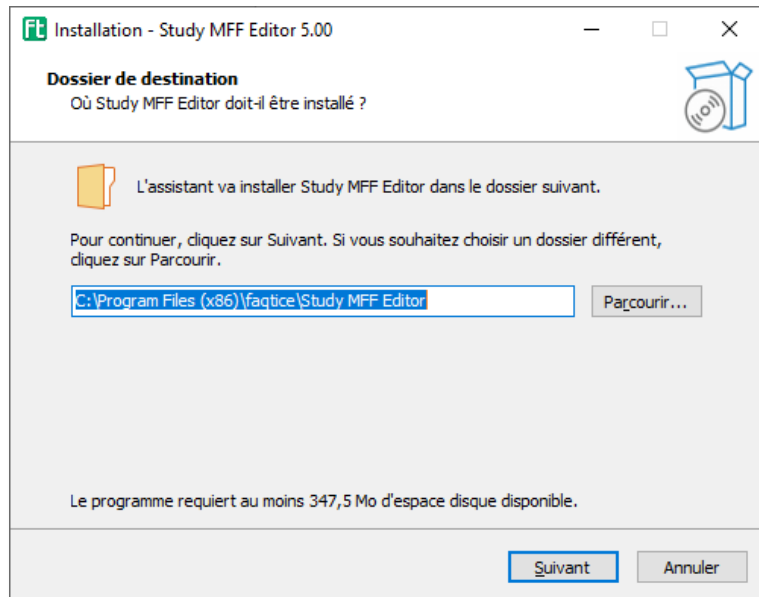 Ft Installation - Study MFF Editor 5.00
Dossier de destination
Où Study MFF Editor doit-il être installé ?
L'assistant va installer Study MFF Editor dans le dossier suivant.
Pour continuer, cliquez sur Suivant. Si vous souhaitez choisir un dossier différent,
cliquez sur Parcourir.
C:\Program Files (x86)\faqtice\Study MFF Editor
Parcourir...
Le programme requiert au moins 347,5 Mo d'espace disque disponible.
Suivant
Annuler